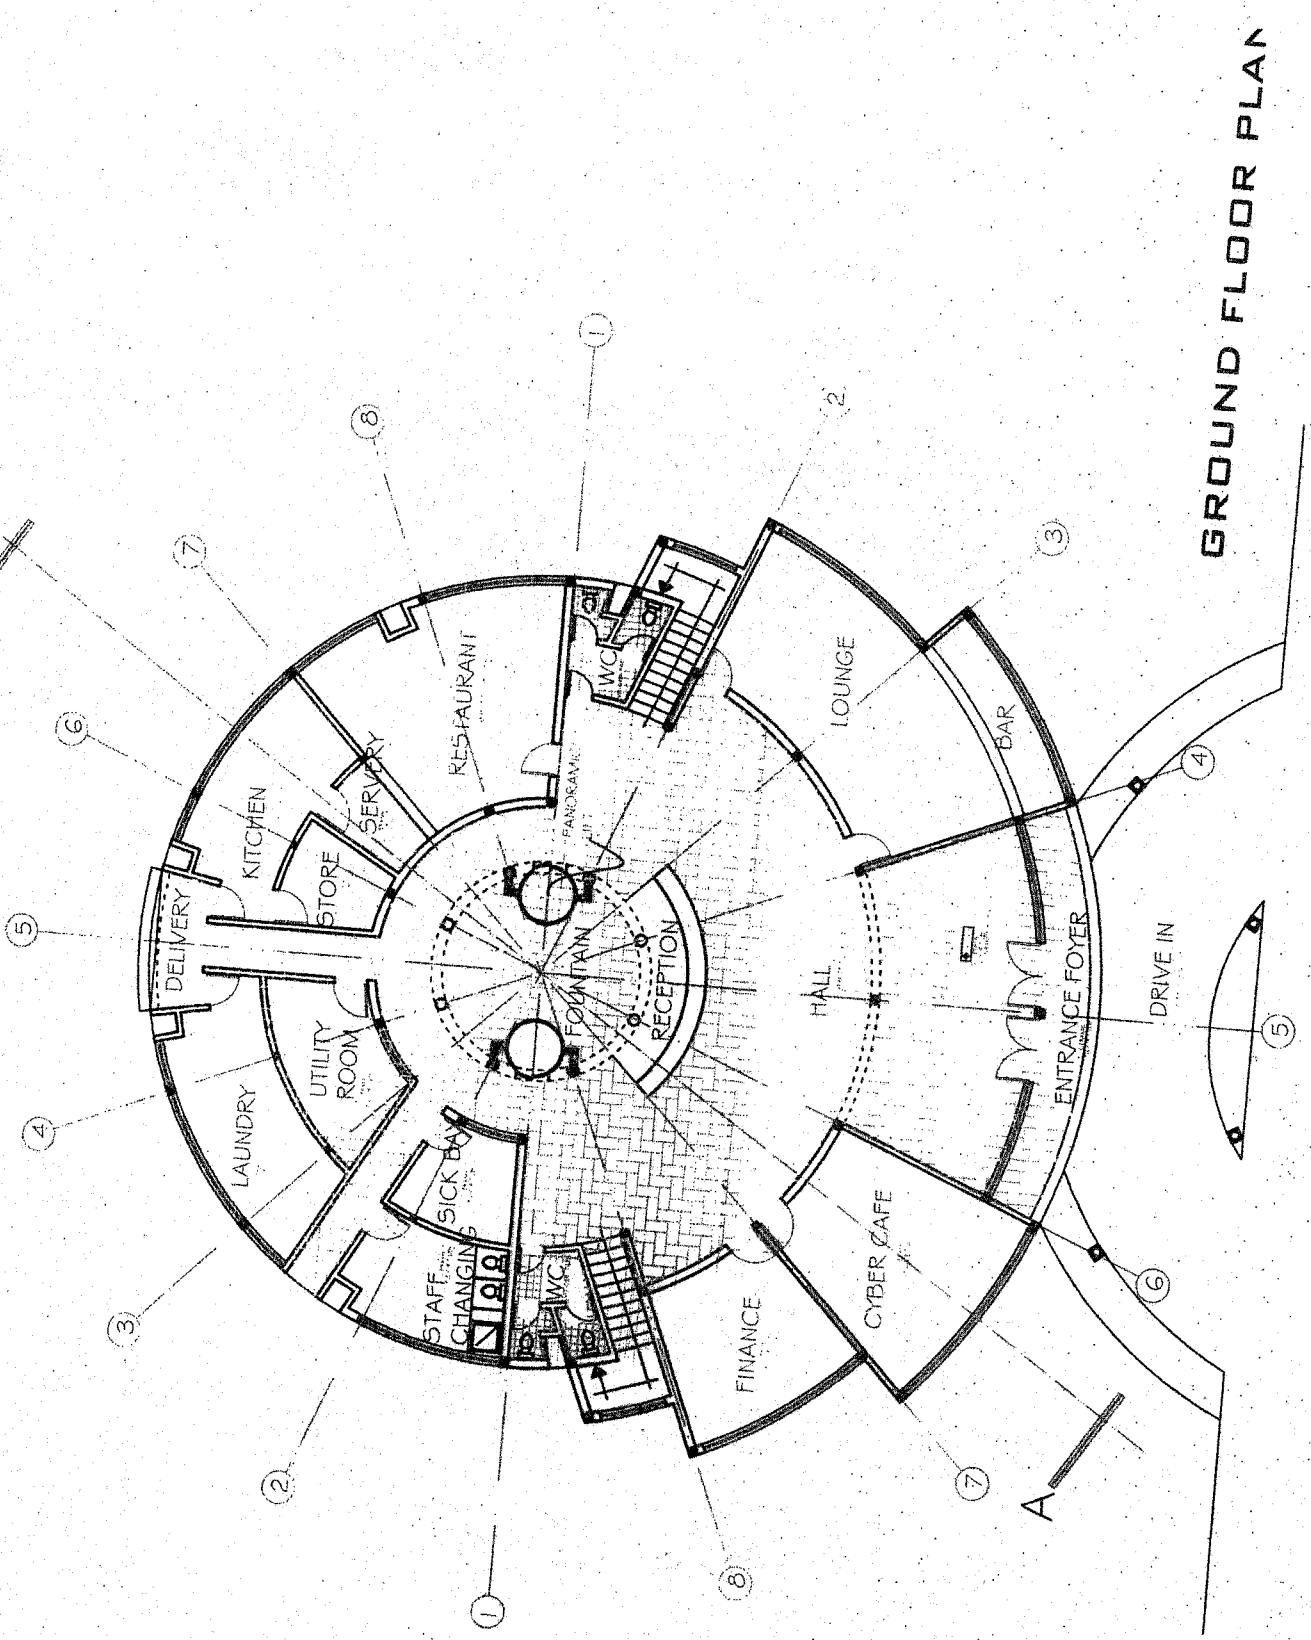 GROUND FLOOR PLAN
1
2
3
4
5
6
7
8
1
2
3
4
5
6
7
8
DELIVERY
KITCHEN
STORE
SERVERY
RESTAURANT
WC
PANORAMIC
LIFT
LAUNDRY
UTILITY
ROOM
SICK BAY
STAFF
CHANGING
WC
FOUNTAIN
RECEPTION
HALL
LOUNGE
BAR
FINANCE
CYBER CAFE
ENTRANCE FOYER
DRIVE IN
A